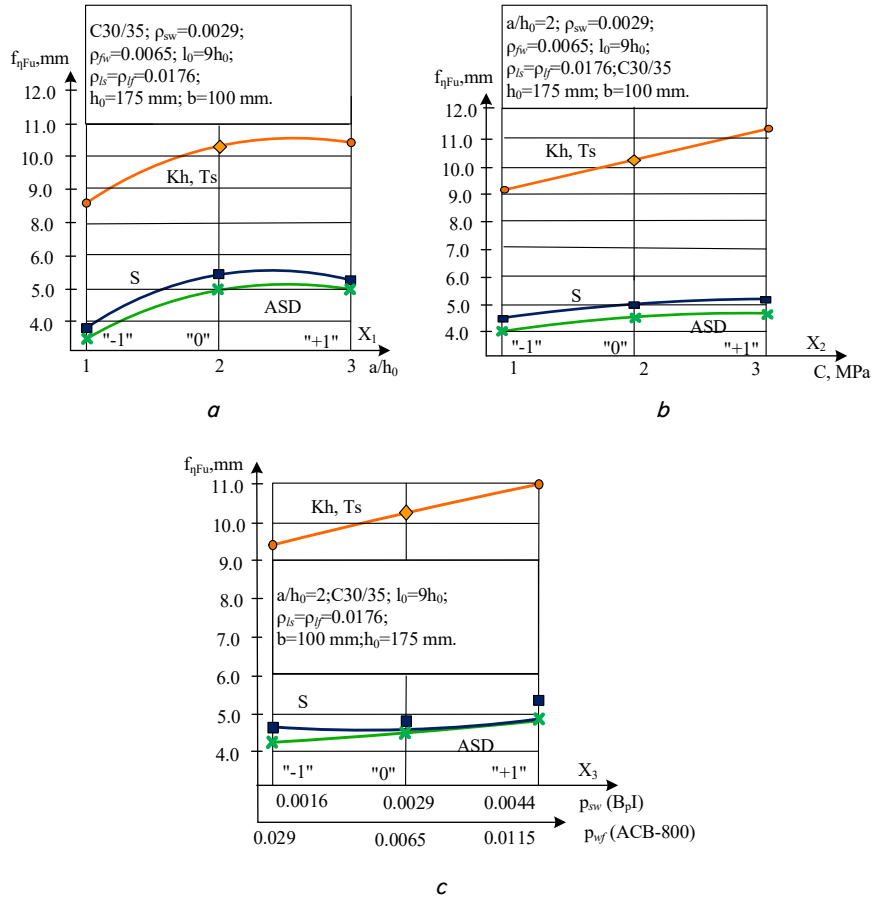 C30/35; ρsw=0.0029;
ρfw=0.0065; l0=9h0;
ρls=ρlf=0.0176;
h0=175 mm; b=100 mm.
fηFu,mm
12.0
11.0
10.0
9.0
8.0
6.0
5.0
4.0
Kh, Ts
S
ASD
"-1"
"0"
"+1"
X1
1
2
3
a/h0
a
a/h0=2; ρsw=0.0029;
ρfw=0.0065; l0=9h0;
ρls=ρlf=0.0176;C30/35
h0=175 mm; b=100 mm.
fηFu,mm
12.0
11.0
10.0
9.0
8.0
7.0
6.0
5.0
4.0
Kh, Ts
S
ASD
"-1"
"0"
"+1"
X2
1
2
3
C, MPa
b
fηFu,mm
11.0
10.0
9.0
8.0
7.0
6.0
5.0
4.0
Kh, Ts
a/h0=2;C30/35; l0=9h0;
ρls=ρlf=0.0176;
b=100 mm;h0=175 mm.
S
ASD
"-1"
"0"
"+1"
X3
0.0016
0.0029
0.0044
psw (BpI)
0.029
0.0065
0.0115
pwf (ACB-800)
c